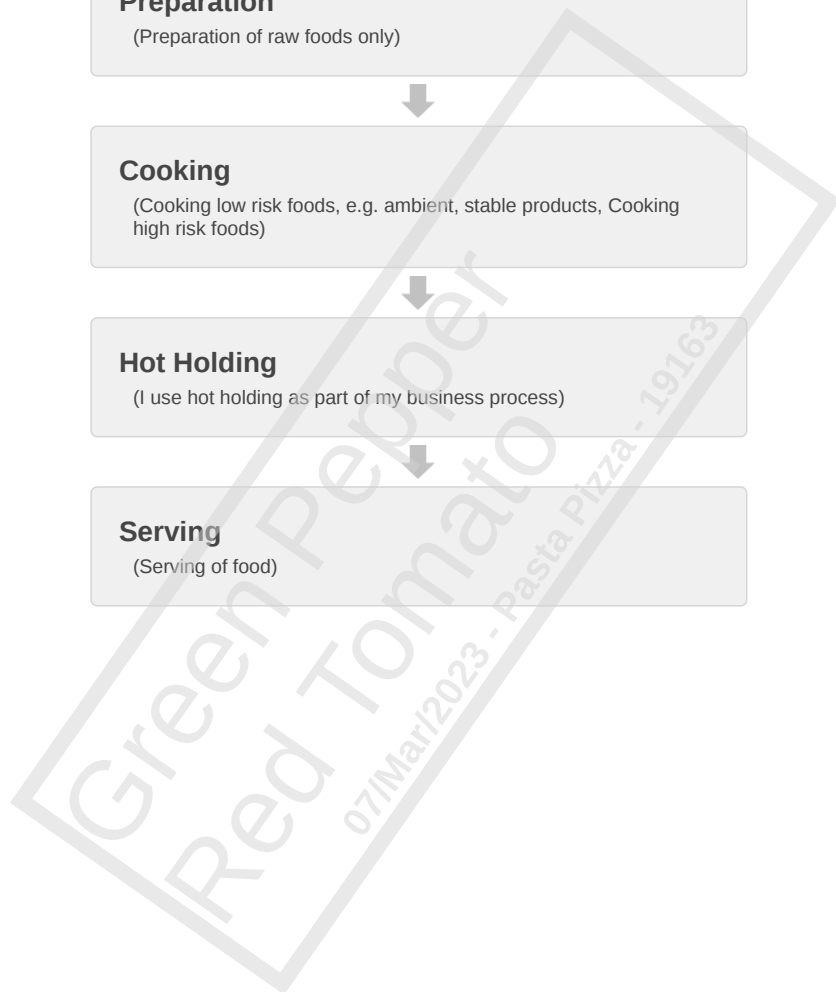 Preparation
(Preparation of raw foods only)
Cooking
(Cooking low risk foods, e.g. ambient, stable products, Cooking
high risk foods)
Hot Holding
(I use hot holding as part of my business process)
Serving
(Serving of food)
Green Pepper
Red Tomato
07/Mar/2023 - Pasta Pizza - 19163